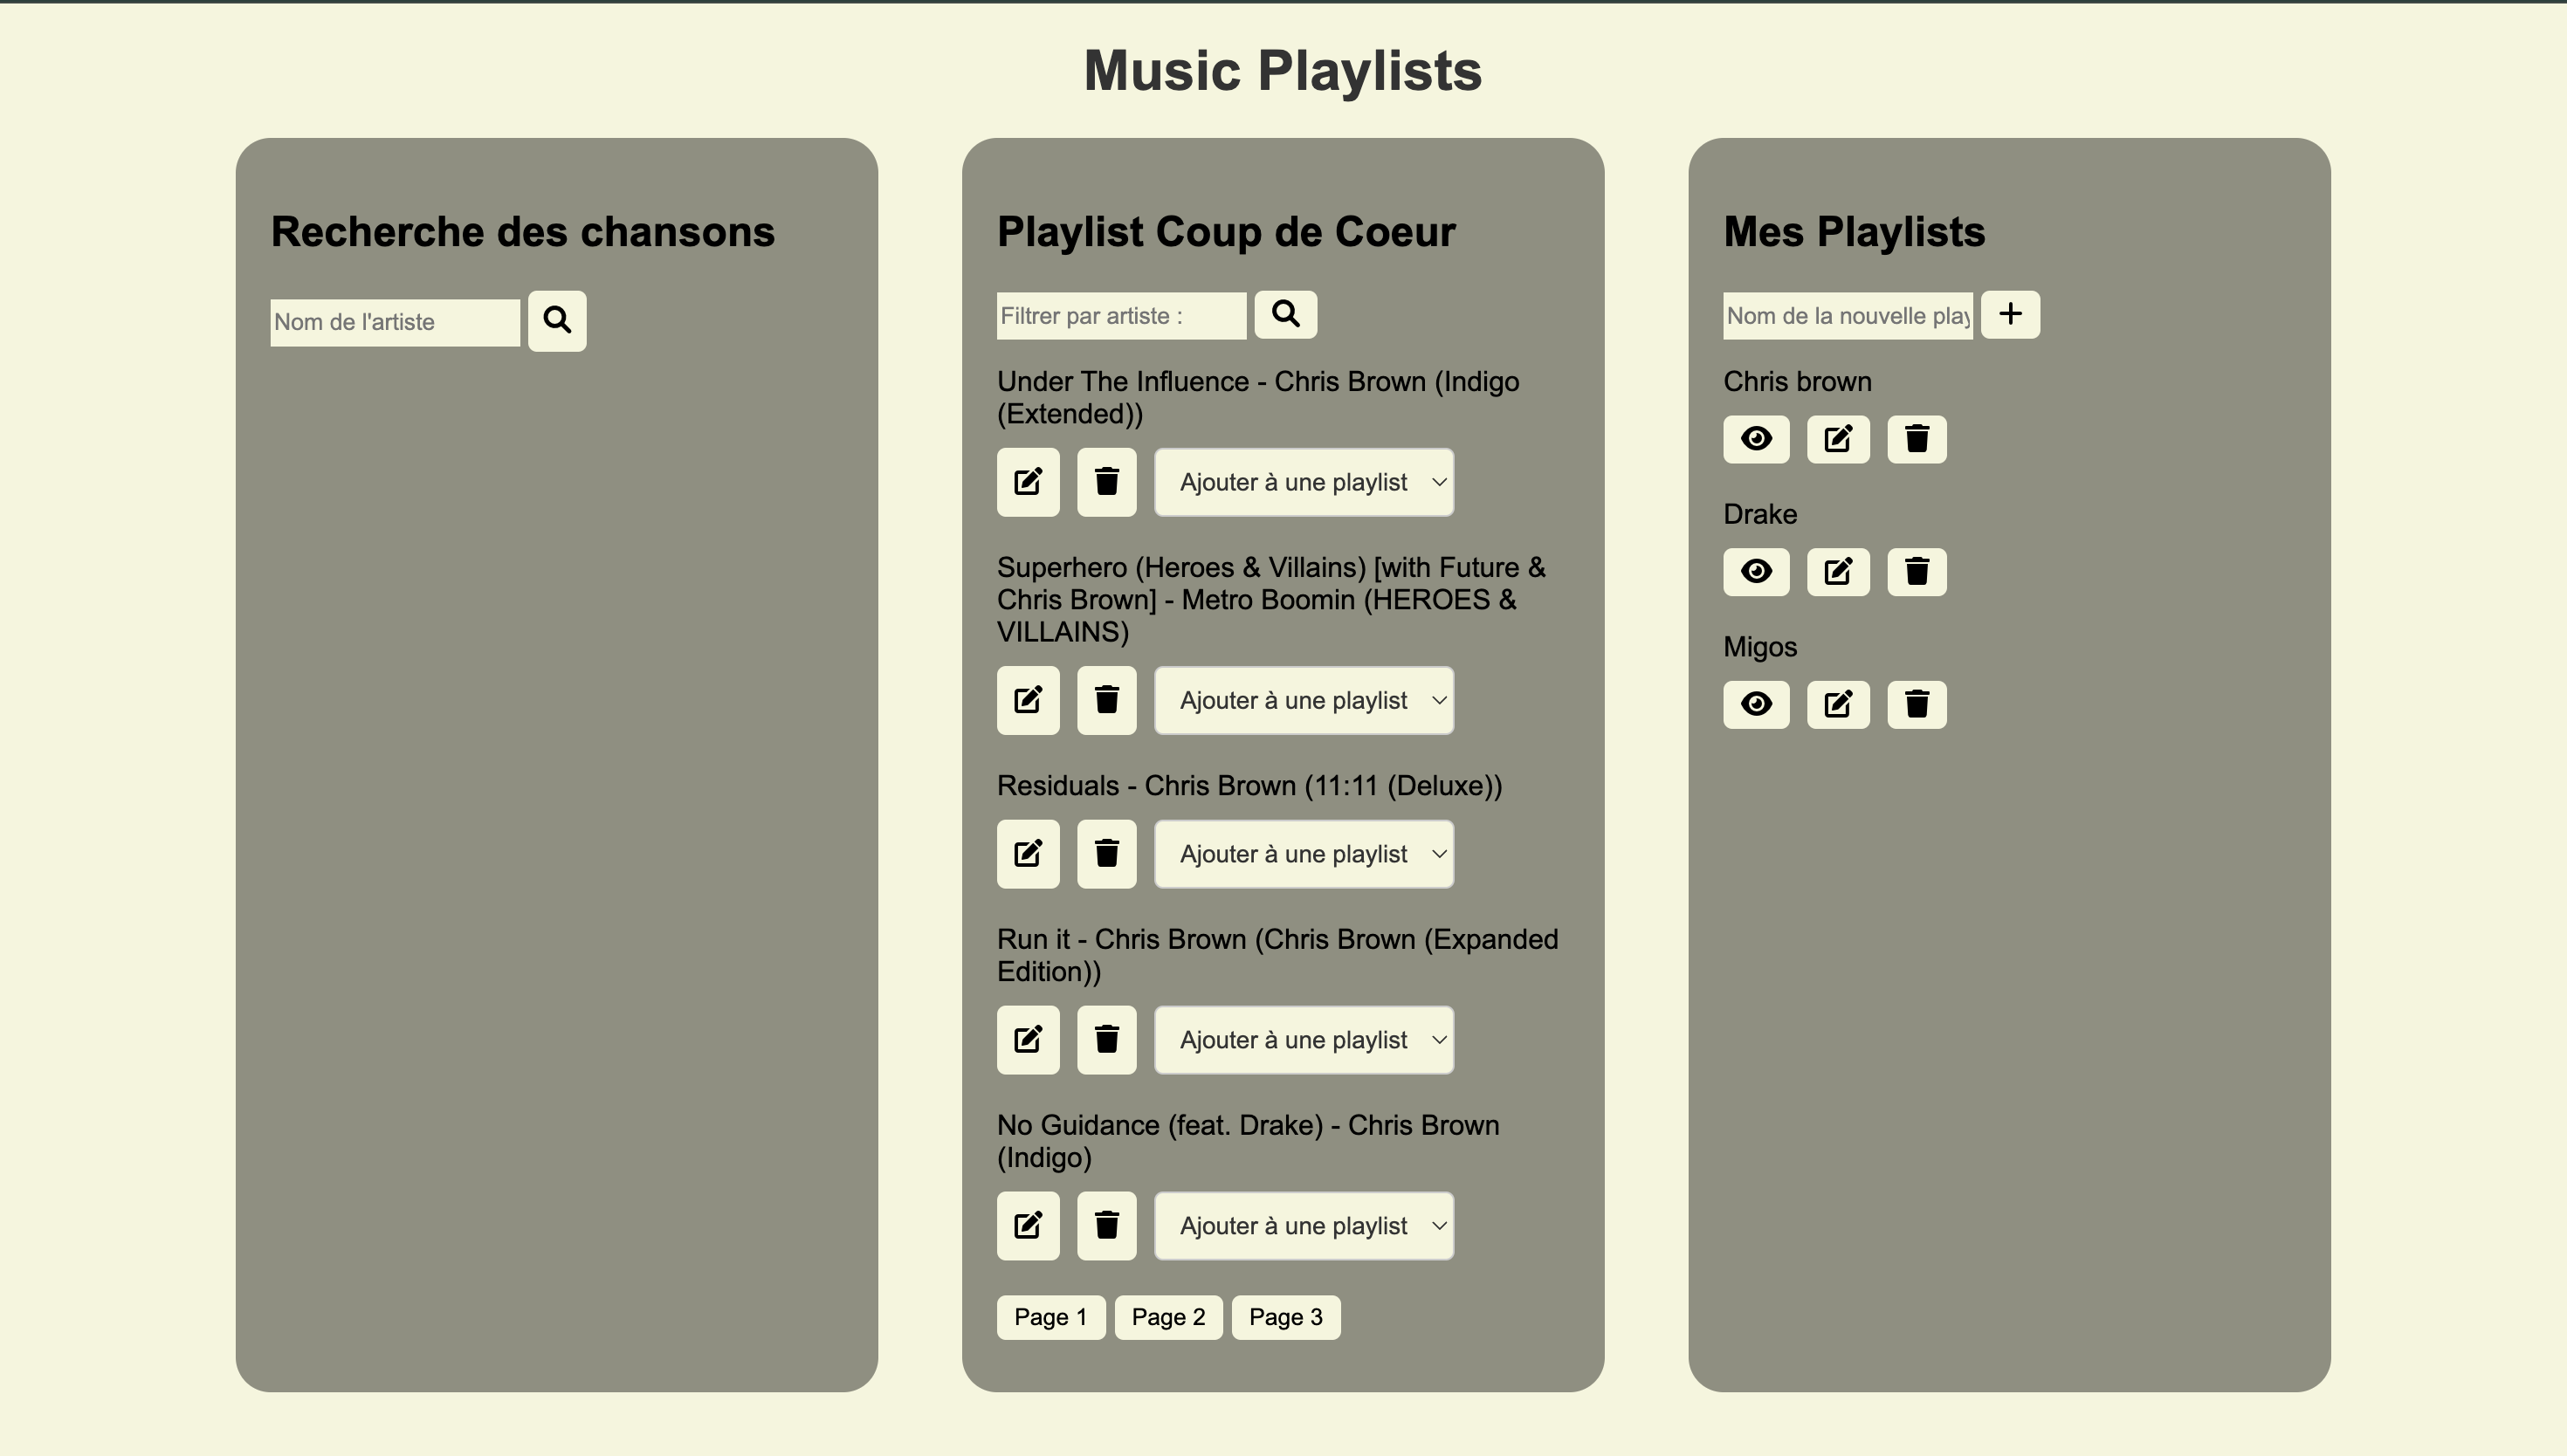 Music Playlists
Recherche des chansons
Nom de l'artiste
Playlist Coup de Coeur
Filtrer par artiste :
Under The Influence - Chris Brown (Indigo
(Extended))
Ajouter à une playlist
Superhero (Heroes & Villains) [with Future &
Chris Brown] - Metro Boomin (HEROES &
VILLAINS)
Ajouter à une playlist
Residuals - Chris Brown (11:11 (Deluxe))
Ajouter à une playlist
Run it - Chris Brown (Chris Brown (Expanded
Edition))
Ajouter à une playlist
No Guidance (feat. Drake) - Chris Brown
(Indigo)
Ajouter à une playlist
Page 1 Page 2 Page 3
Mes Playlists
Nom de la nouvelle play
Chris brown
Drake
Migos